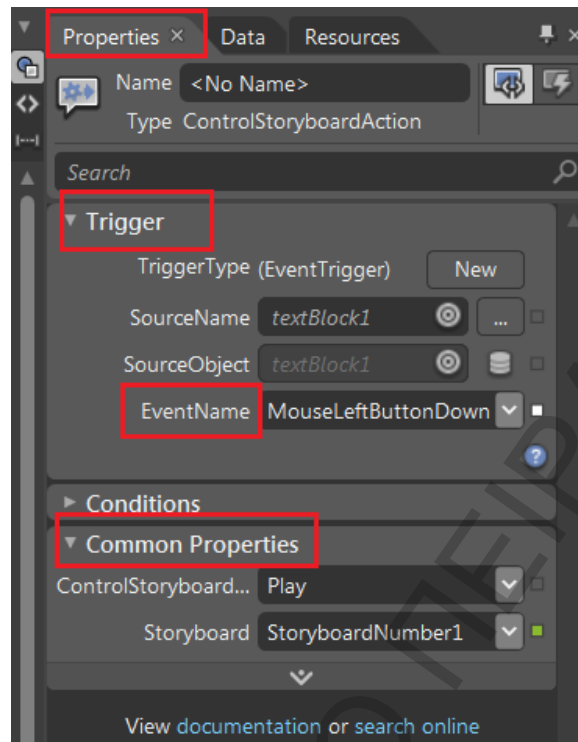 Properties × Data Resources
Name <No Name>
Type ControlStoryboardAction
Search
Trigger
TriggerType (EventTrigger) New
SourceName textBlock1 ...
SourceObject textBlock1
EventName MouseLeftButtonDown
?
Conditions
Common Properties
ControlStoryboard... Play
Storyboard StoryboardNumber1
View documentation or search online